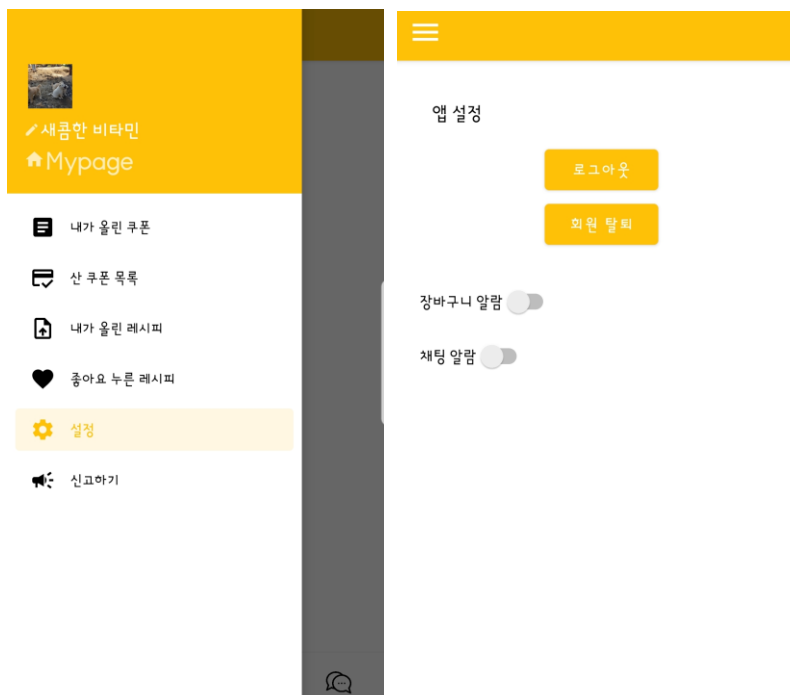 새콤한 비타민
Mypage
내가 올린 쿠폰
산 쿠폰 목록
내가 올린 레시피
좋아요 누른 레시피
설정
신고하기
앱 설정
로그아웃
회원 탈퇴
장바구니 알람
채팅 알람